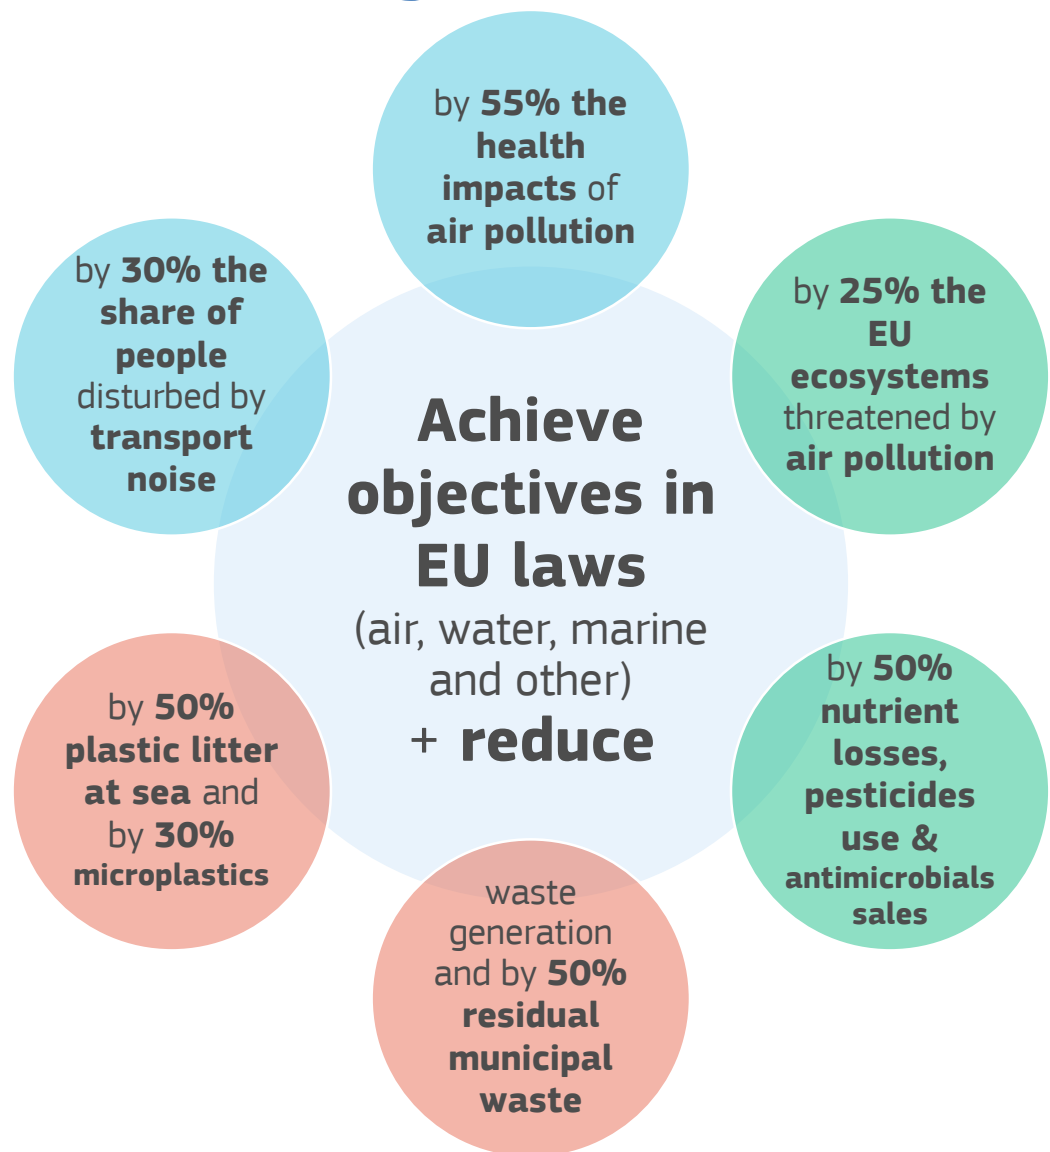 by 55% the
health
impacts of
air pollution
by 30% the
share of
people
disturbed by
transport
noise
by 25% the
EU
ecosystems
threatened by
air pollution
Achieve
objectives in
EU laws
(air, water, marine
and other)
+ reduce
by 50%
plastic litter
at sea and
by 30%
microplastics
by 50%
nutrient
losses,
pesticides
use &
antimicrobials
sales
waste
generation
and by 50%
residual
municipal
waste